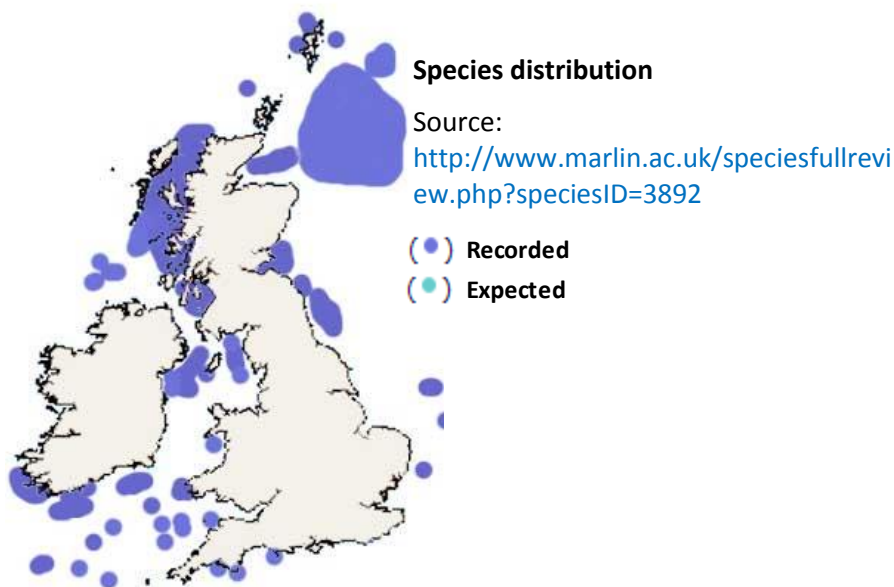 Species distribution
Source:
http://www.marlin.ac.uk/speciesfullrevi
ew.php?speciesID=3892
( ) Recorded
( ) Expected